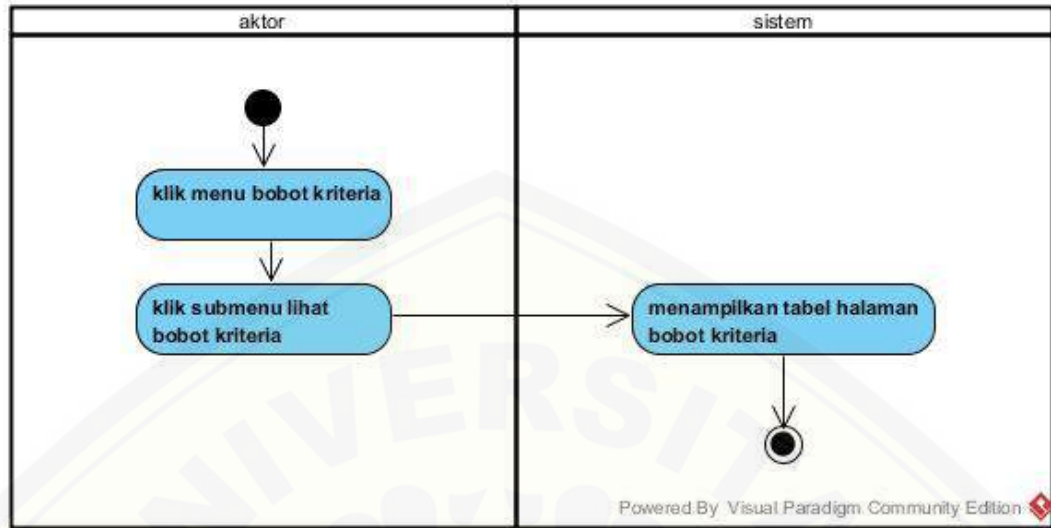 aktor
sistem
klik menu bobot kriteria
klik submenu lihat
bobot kriteria
menampilkan tabel halaman
bobot kriteria
Powered By Visual Paradigm Community Edition